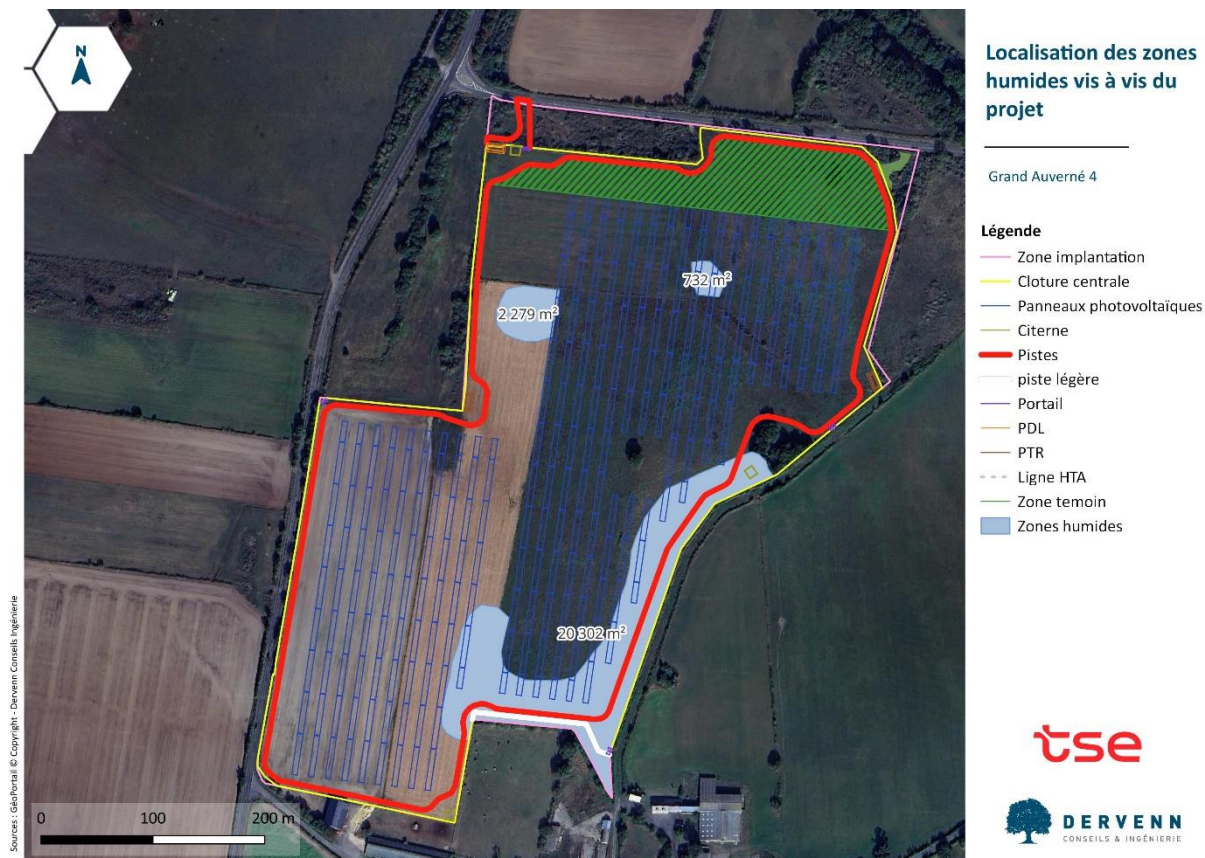 N
Localisation des zones
humides vis à vis du
projet
Grand Auverné 4
Légende
Zone implantation
Cloture centrale
Panneaux photovoltaïques
Citerne
Pistes
piste légère
Portail
PDL
PTR
Ligne HTA
Zone temoin
Zones humides
732 m²
2 279 m²
20 302 m²
0 100 200 m
Sources : GéoPortail © Copyright - Dervenn Conseils Ingénierie
tse
DERVENN
CONSEILS & INGÉNIERIE